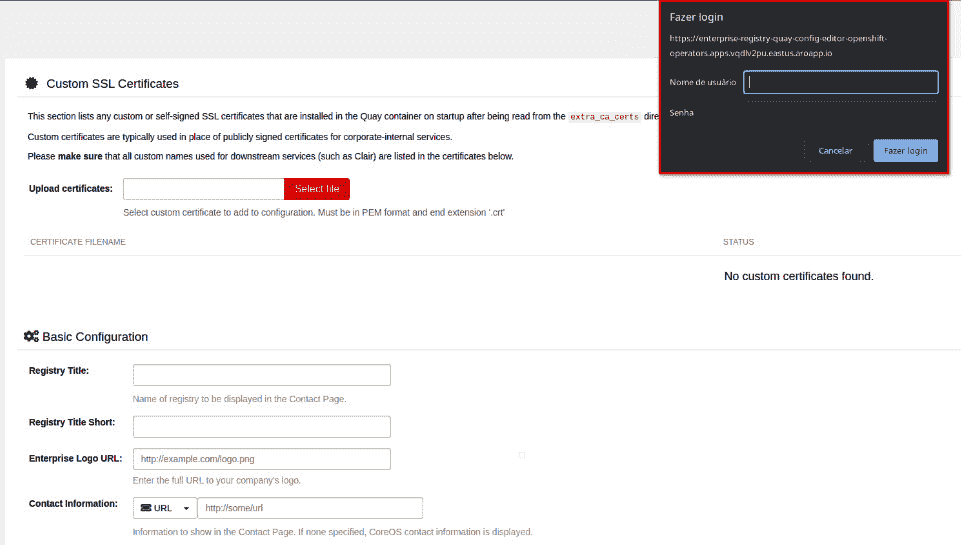 Fazer login
https://enterprise-registry-quay-config-editor-openshift-
operators.apps.vqdlv2pu.eastus.aroapp.io
Nome de usuário
Senha
Cancelar
Fazer login
Custom SSL Certificates
This section lists any custom or self-signed SSL certificates that are installed in the Quay container on startup after being read from the extra_ca_certs dire
Custom certificates are typically used in place of publicly signed certificates for corporate-internal services.
Please make sure that all custom names used for downstream services (such as Clair) are listed in the certificates below.
Upload certificates:
Select file
Select custom certificate to add to configuration. Must be in PEM format and end extension '.crt'
CERTIFICATE FILENAME
STATUS
No custom certificates found.
Basic Configuration
Registry Title:
Name of registry to be displayed in the Contact Page.
Registry Title Short:
Enterprise Logo URL:
http://example.com/logo.png
Enter the full URL to your company's logo.
Contact Information:
URL
http://some/url
Information to show in the Contact Page. If none specified, CoreOS contact information is displayed.